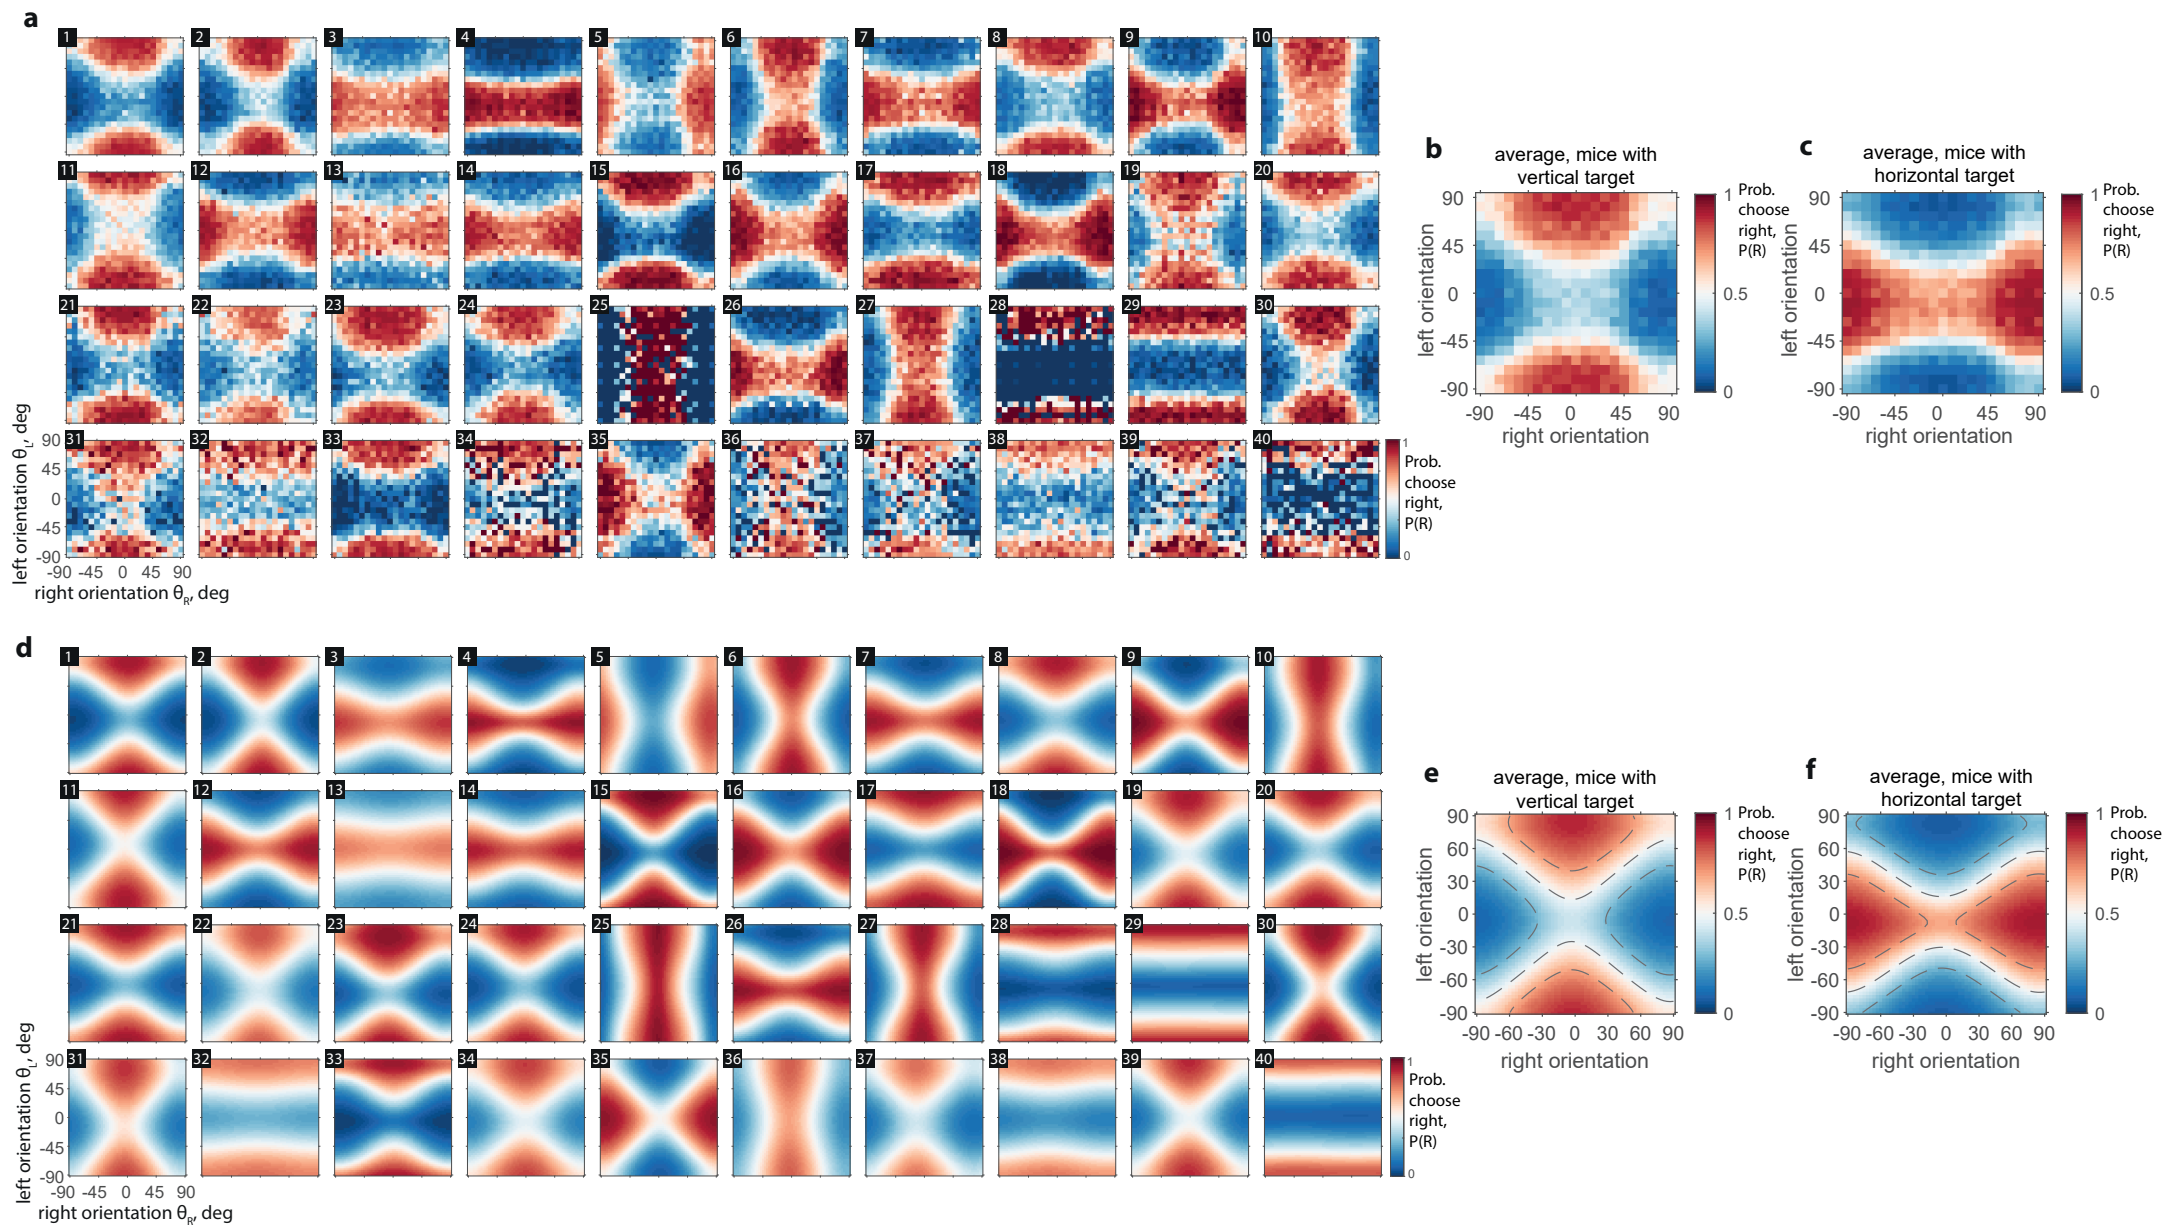 a
1 2 3 4 5 6 7 8 9 10
11 12 13 14 15 16 17 18 19 20
21 22 23 24 25 26 27 28 29 30
31 32 33 34 35 36 37 38 39 40
left orientation θL, deg
90
45
0
-45
-90
-90 -45 0 45 90
right orientation θR, deg
1
Prob.
choose
right,
P(R)
0
b
average, mice with
vertical target
left orientation
90
45
0
-45
-90
-90 -45 0 45 90
right orientation
1
0.5
0
Prob.
choose
right,
P(R)
c
average, mice with
horizontal target
left orientation
90
45
0
-45
-90
-90 -45 0 45 90
right orientation
1
0.5
0
Prob.
choose
right,
P(R)
d
1 2 3 4 5 6 7 8 9 10
11 12 13 14 15 16 17 18 19 20
21 22 23 24 25 26 27 28 29 30
31 32 33 34 35 36 37 38 39 40
left orientation θL, deg
90
45
0
-45
-90
-90 -45 0 45 90
right orientation θR, deg
1
Prob.
choose
right,
P(R)
0
e
average, mice with
vertical target
left orientation
90
60
30
0
-30
-60
-90
-90 -60 -30 0 30 60 90
right orientation
1
0.5
0
Prob.
choose
right,
P(R)
f
average, mice with
horizontal target
left orientation
90
60
30
0
-30
-60
-90
-90 -60 -30 0 30 60 90
right orientation
1
0.5
0
Prob.
choose
right,
P(R)